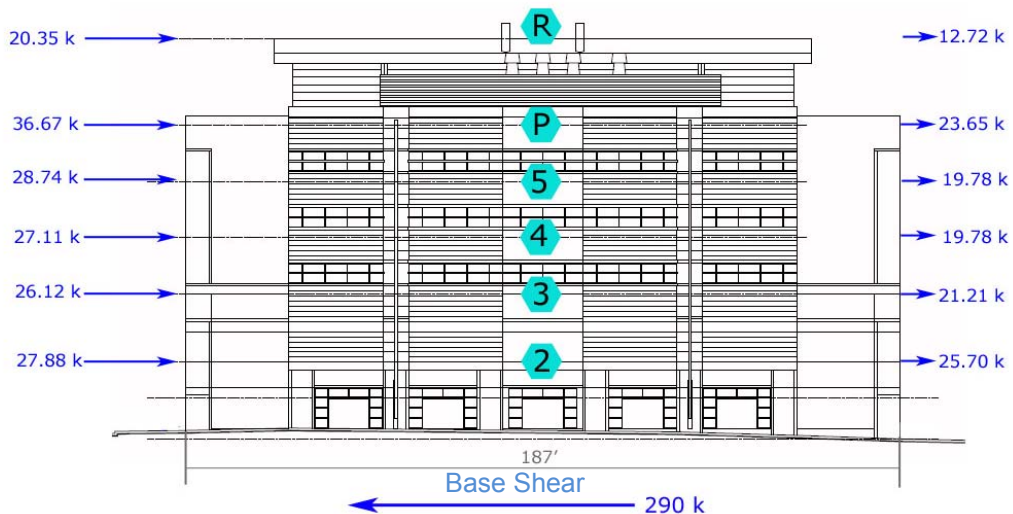 R
20.35 k
12.72 k
P
36.67 k
23.65 k
5
28.74 k
19.78 k
4
27.11 k
19.78 k
3
26.12 k
21.21 k
2
27.88 k
25.70 k
187'
Base Shear
290 k